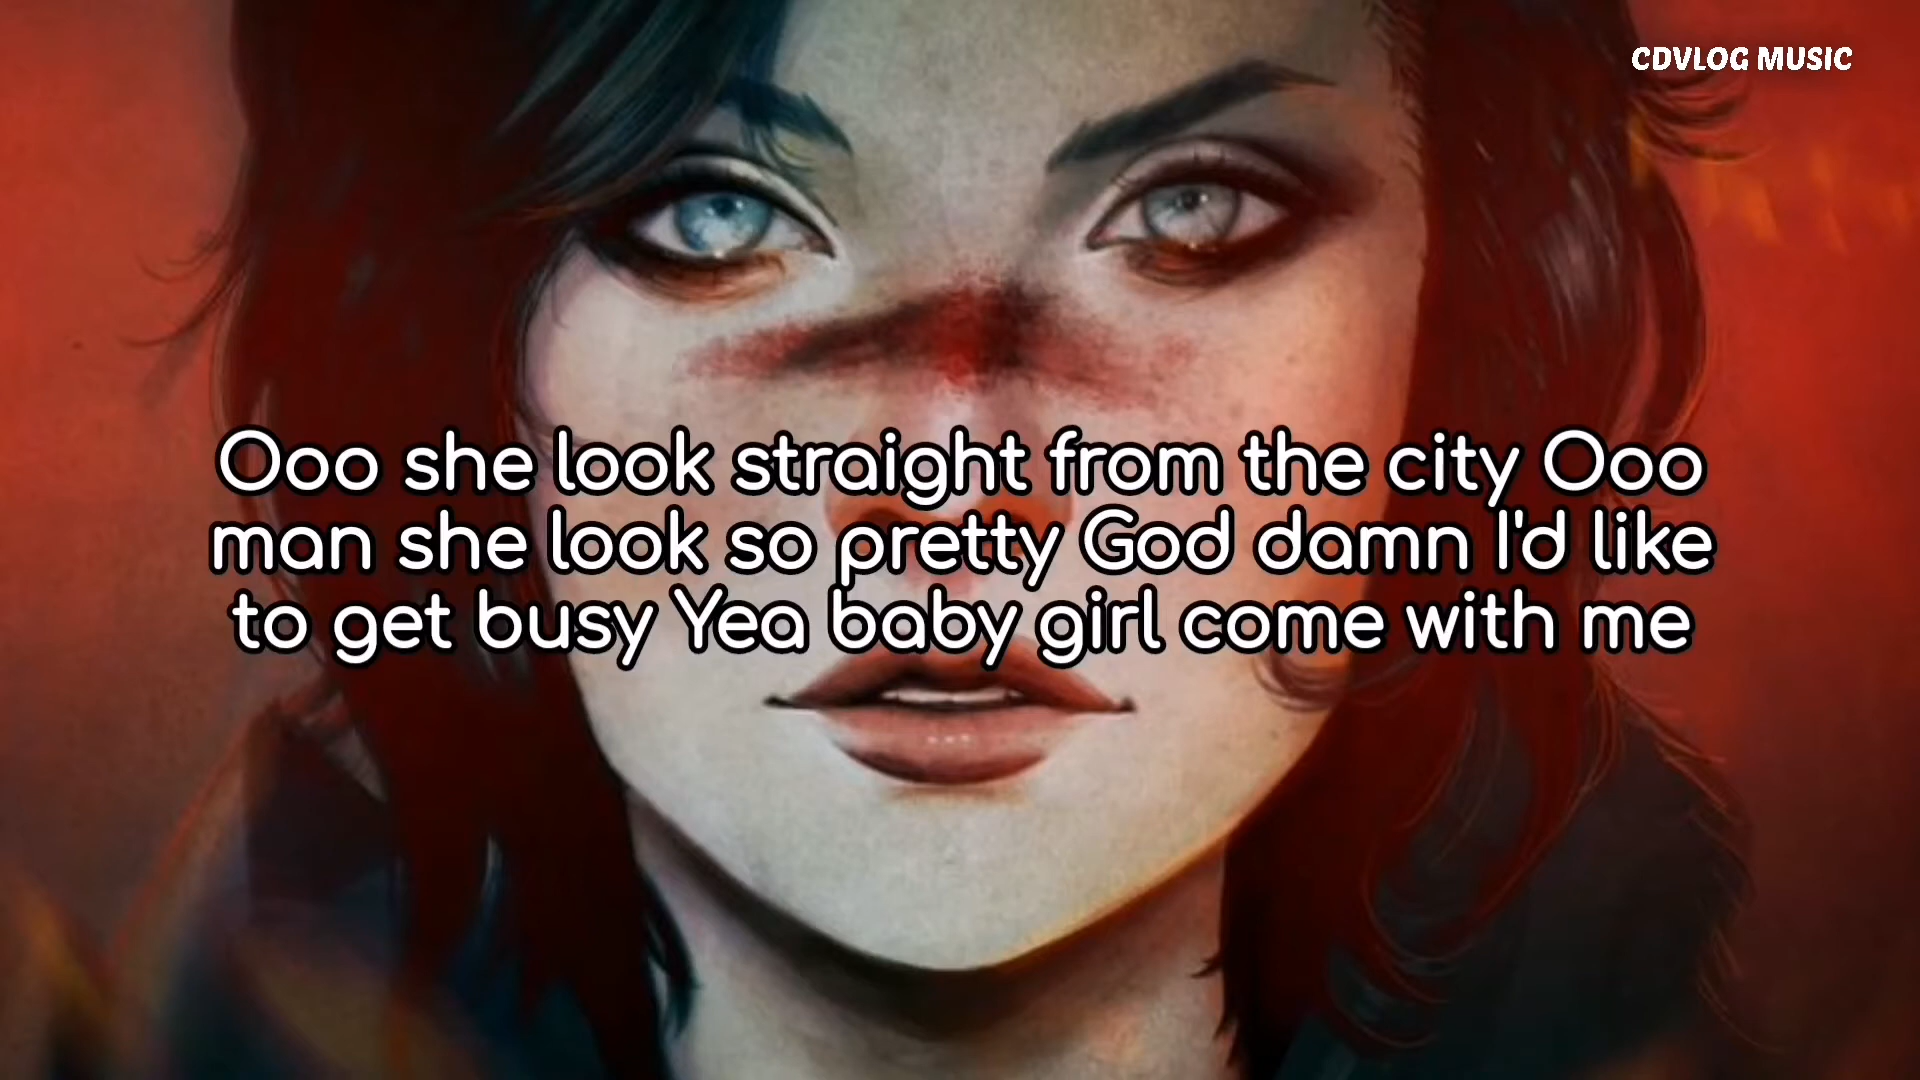 CDVLOG MUSIC
Ooo she look straight from the city Ooo
man she look so pretty God damn I'd like
to get busy Yea baby girl come with me